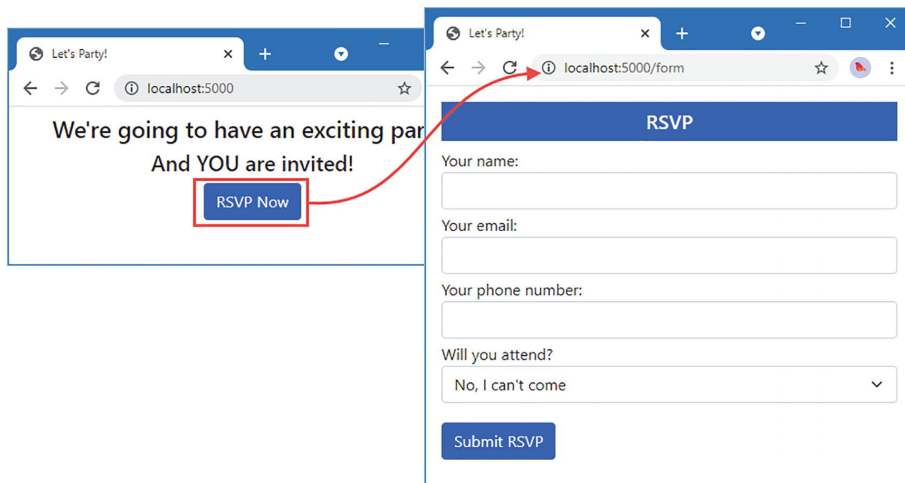 Let's Party!
localhost:5000
We're going to have an exciting par
And YOU are invited!
RSVP Now
Let's Party!
localhost:5000/form
RSVP
Your name:
Your email:
Your phone number:
Will you attend?
No, I can't come
Submit RSVP